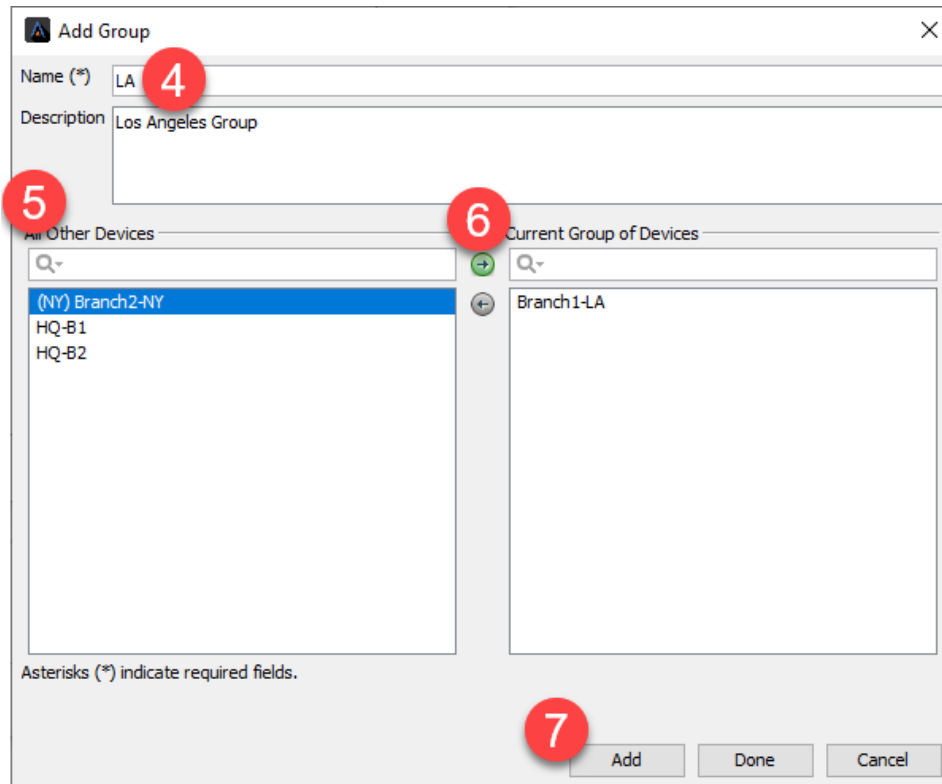 Add Group
Name (*) LA 4
Description Los Angeles Group
5 6
All Other Devices Current Group of Devices
(NY) Branch2-NY Branch1-LA
HQ-B1
HQ-B2
Asterisks (*) indicate required fields.
7
Add Done Cancel